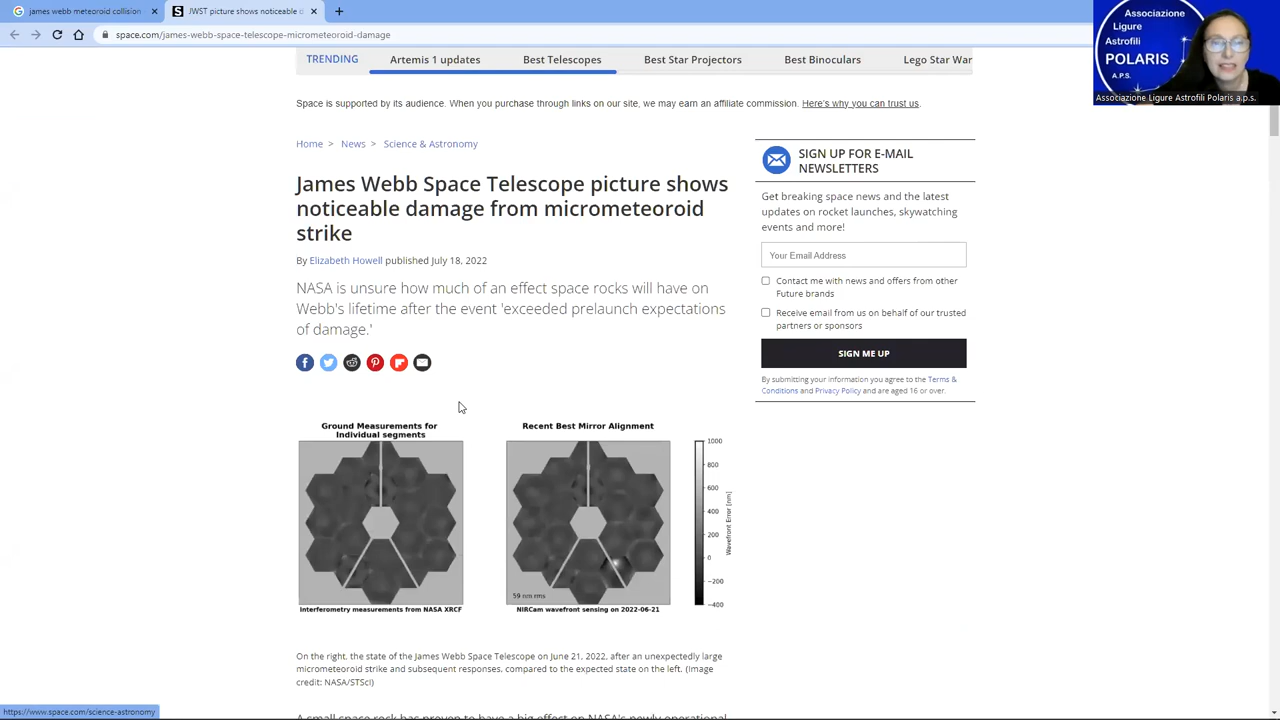 james webb meteoroid collision
JWST picture shows noticeable d
space.com/james-webb-space-telescope-micrometeoroid-damage
Associazione
Ligure
Astrofili
POLARIS
A.P.S.
Associazione Ligure Astrofili Polaris a.p.s.
TRENDING Artemis 1 updates Best Telescopes Best Star Projectors Best Binoculars Lego Star War
Space is supported by its audience. When you purchase through links on our site, we may earn an affiliate commission. Here's why you can trust us.
Home > News > Science & Astronomy
James Webb Space Telescope picture shows
noticeable damage from micrometeoroid
strike
By Elizabeth Howell published July 18, 2022
NASA is unsure how much of an effect space rocks will have on
Webb's lifetime after the event 'exceeded prelaunch expectations
of damage.'
SIGN UP FOR E-MAIL
NEWSLETTERS
Get breaking space news and the latest
updates on rocket launches, skywatching
events and more!
Your Email Address
Contact me with news and offers from other
Future brands
Receive email from us on behalf of our trusted
partners or sponsors
SIGN ME UP
By submitting your information you agree to the Terms &
Conditions and Privacy Policy and are aged 16 or over.
Ground Measurements for
Individual segments
Interferometry measurements from NASA XRCF
Recent Best Mirror Alignment
59 nm rms
NIRCam wavefront sensing on 2022-06-21
1000
800
600
400
200
0
−200
−400
Wavefront Error [nm]
On the right, the state of the James Webb Space Telescope on June 21, 2022, after an unexpectedly large
micrometeoroid strike and subsequent responses, compared to the expected state on the left. (Image
credit: NASA/STScI)
A small space rock has proven to have a big effect on NASA's newly operational
https://www.space.com/science-astronomy